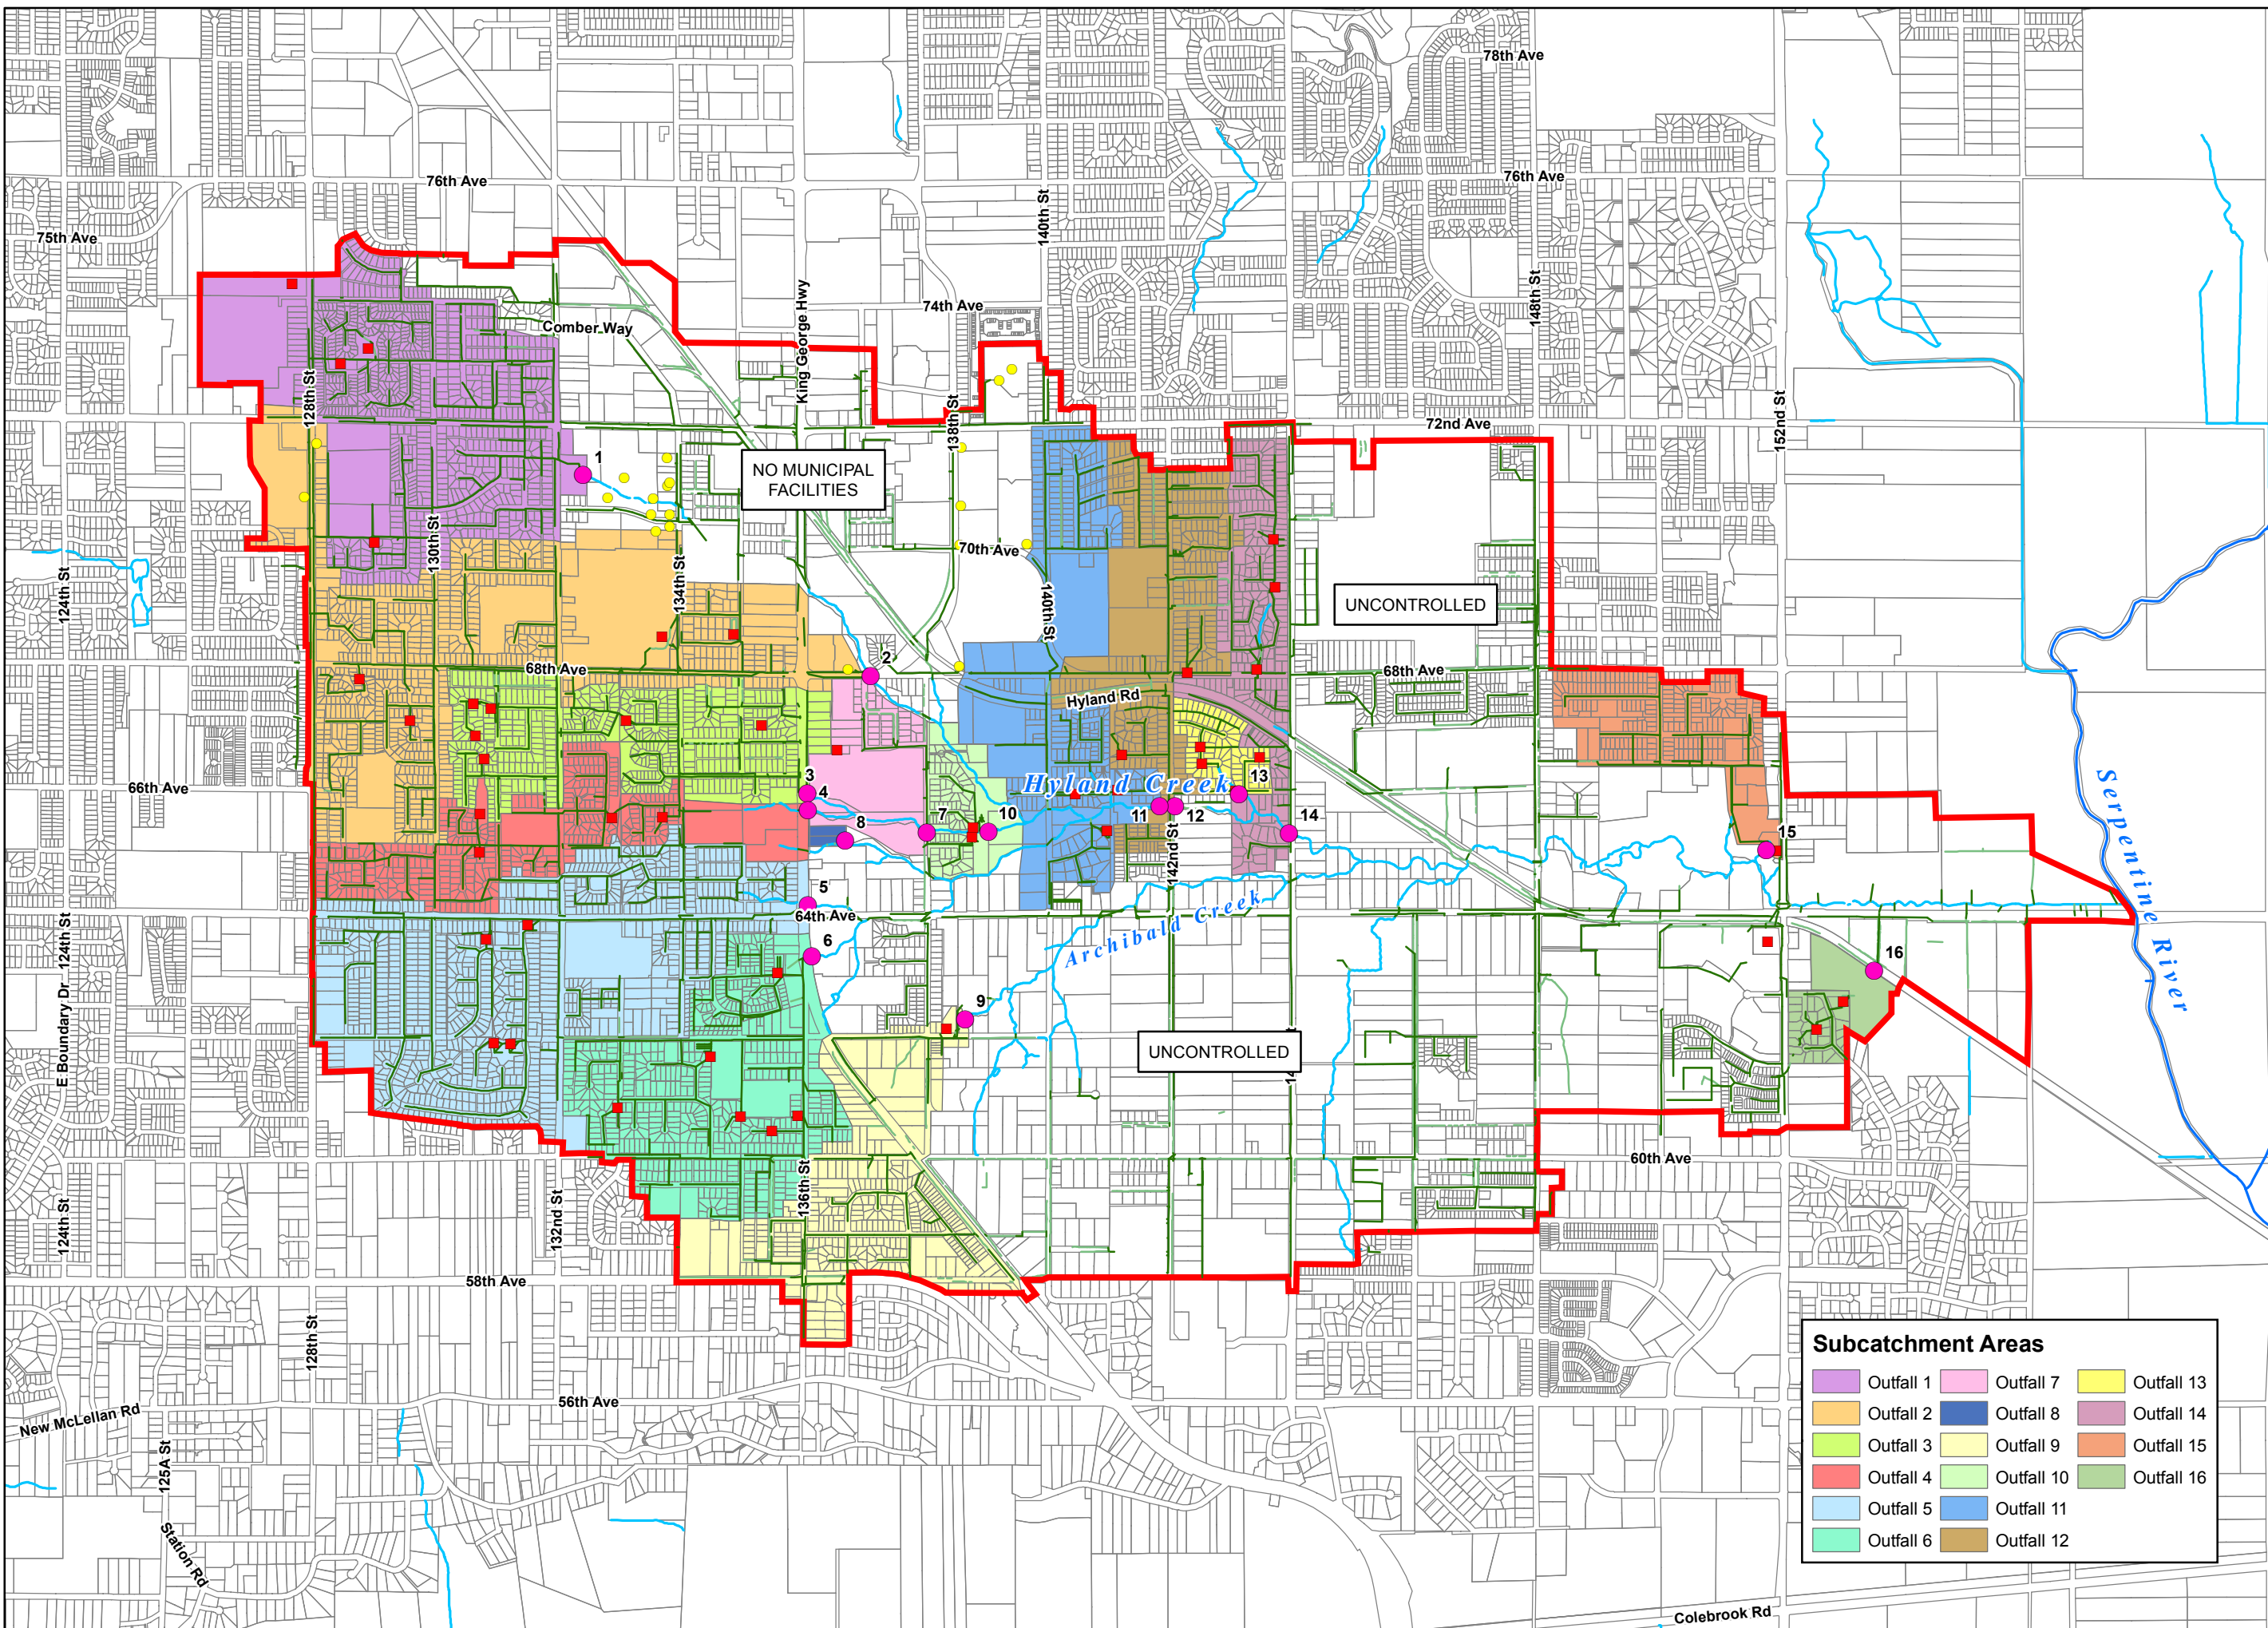 78th Ave
76th Ave
76th Ave
75th Ave
140th St
King George Hwy
148th St
74th Ave
Comber Way
128th St
138th St
152nd St
72nd Ave
1
NO MUNICIPAL
FACILITIES
130th St
70th Ave
134th St
140th St
124th St
UNCONTROLLED
68th Ave
2
68th Ave
Hyland Rd
66th Ave
3
4
Hyland Creek
13
8
7
10
11
12
14
15
142nd St
Serpentine River
5
64th Ave
Archibald Creek
6
124th St
E Boundary Dr
16
9
UNCONTROLLED
14
60th Ave
136th St
132nd St
124th St
58th Ave
128th St
56th Ave
New McLellan Rd
125A St
Station Rd
Colebrook Rd
Subcatchment Areas
Outfall 1
Outfall 7
Outfall 13
Outfall 2
Outfall 8
Outfall 14
Outfall 3
Outfall 9
Outfall 15
Outfall 4
Outfall 10
Outfall 16
Outfall 5
Outfall 11
Outfall 6
Outfall 12